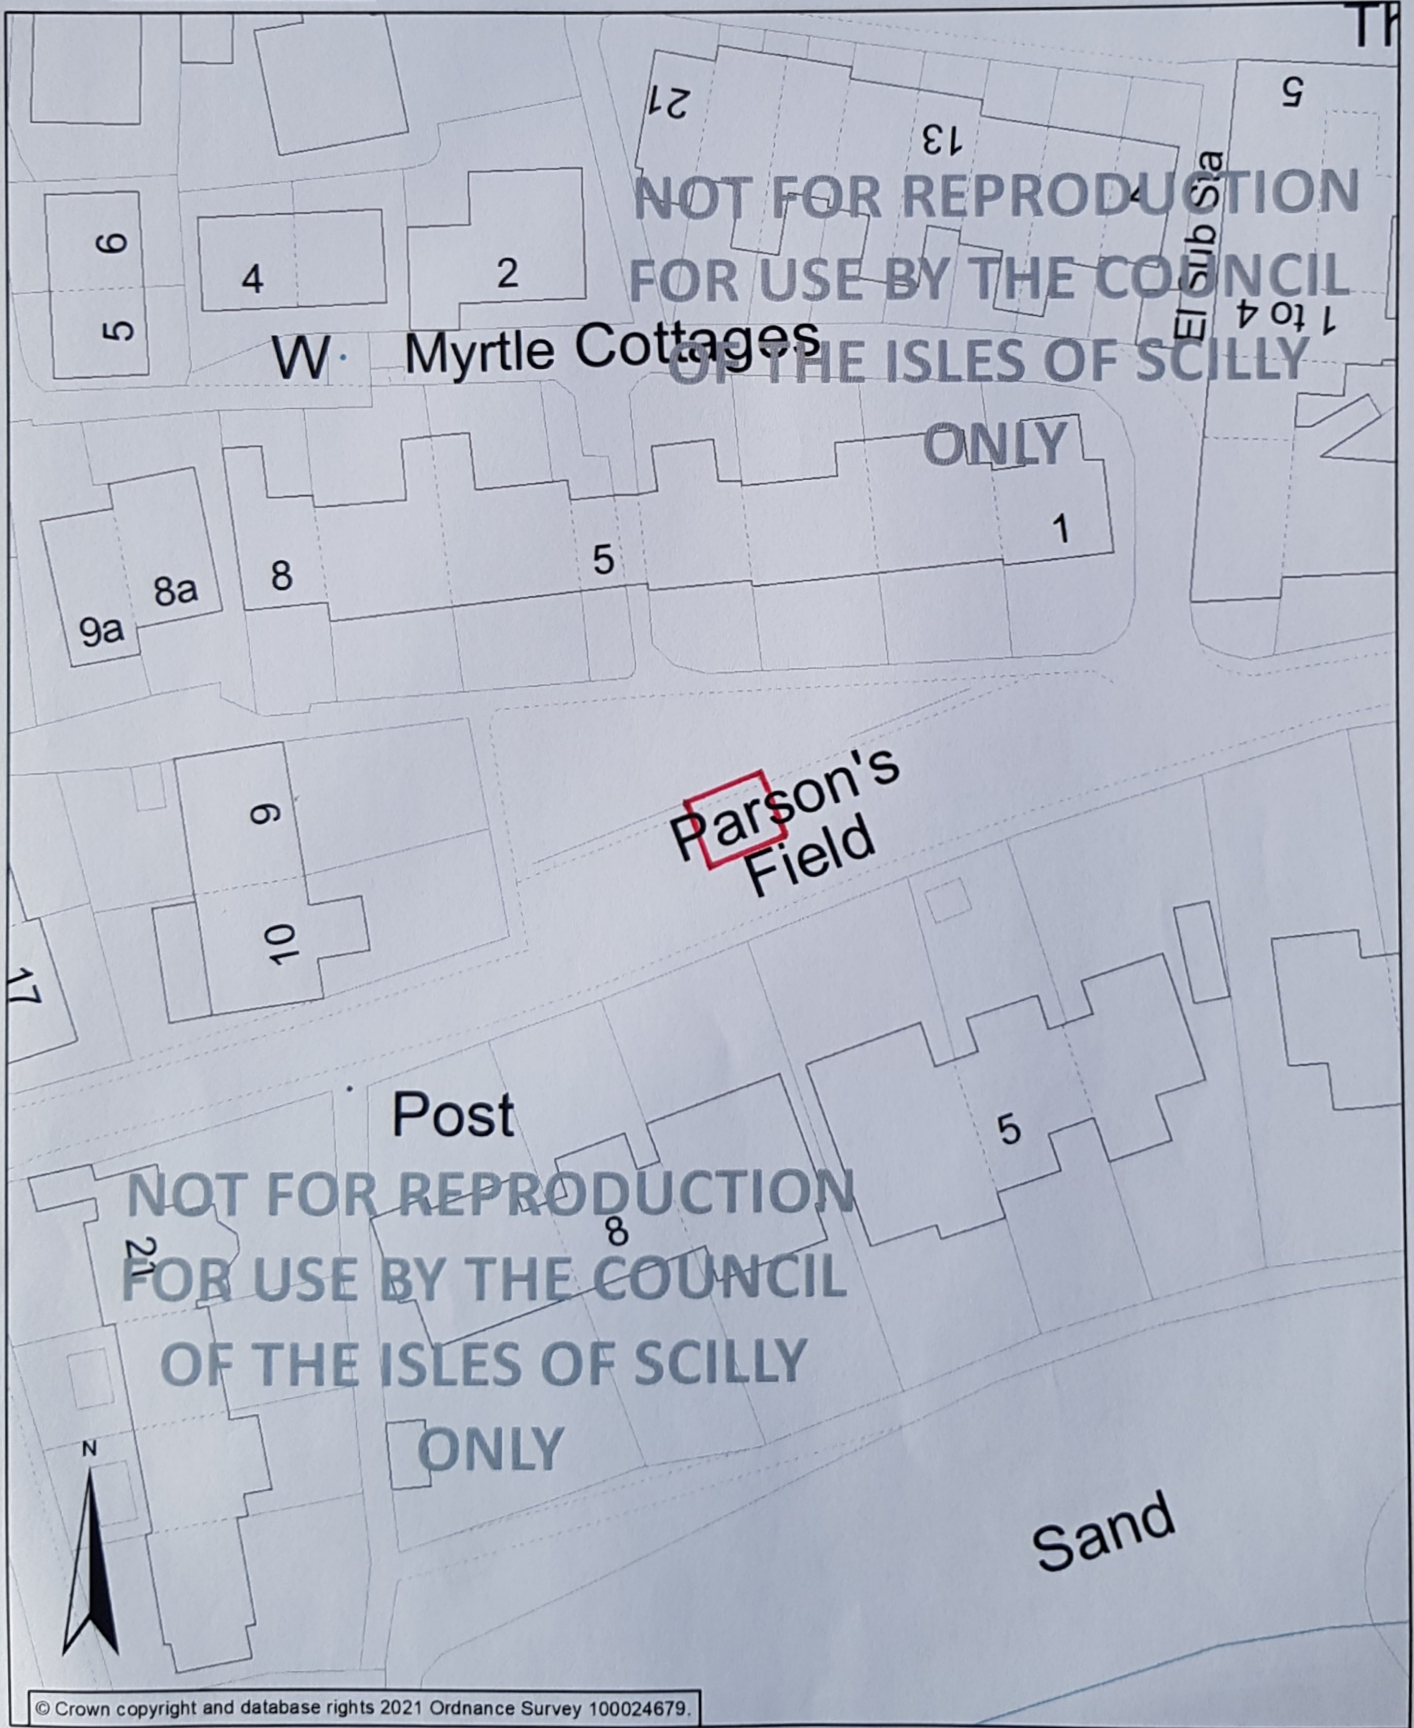 Th
21
13
5
NOT FOR REPRODUCTION
FOR USE BY THE COUNCIL
OF THE ISLES OF SCILLY
ONLY
El Sub Sta
1 to 4
6
5
4
2
W
Myrtle Cottages
9a
8a
8
5
1
Parson's
Field
9
10
17
Post
5
8
21
NOT FOR REPRODUCTION
FOR USE BY THE COUNCIL
OF THE ISLES OF SCILLY
ONLY
N
Sand
© Crown copyright and database rights 2021 Ordnance Survey 100024679.